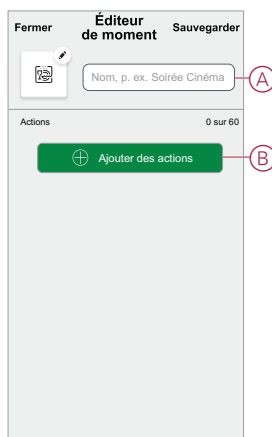 Fermer
Éditeur
de moment
Sauvegarder
Nom, p. ex. Soirée Cinéma
A
Actions
0 sur 60
Ajouter des actions
B